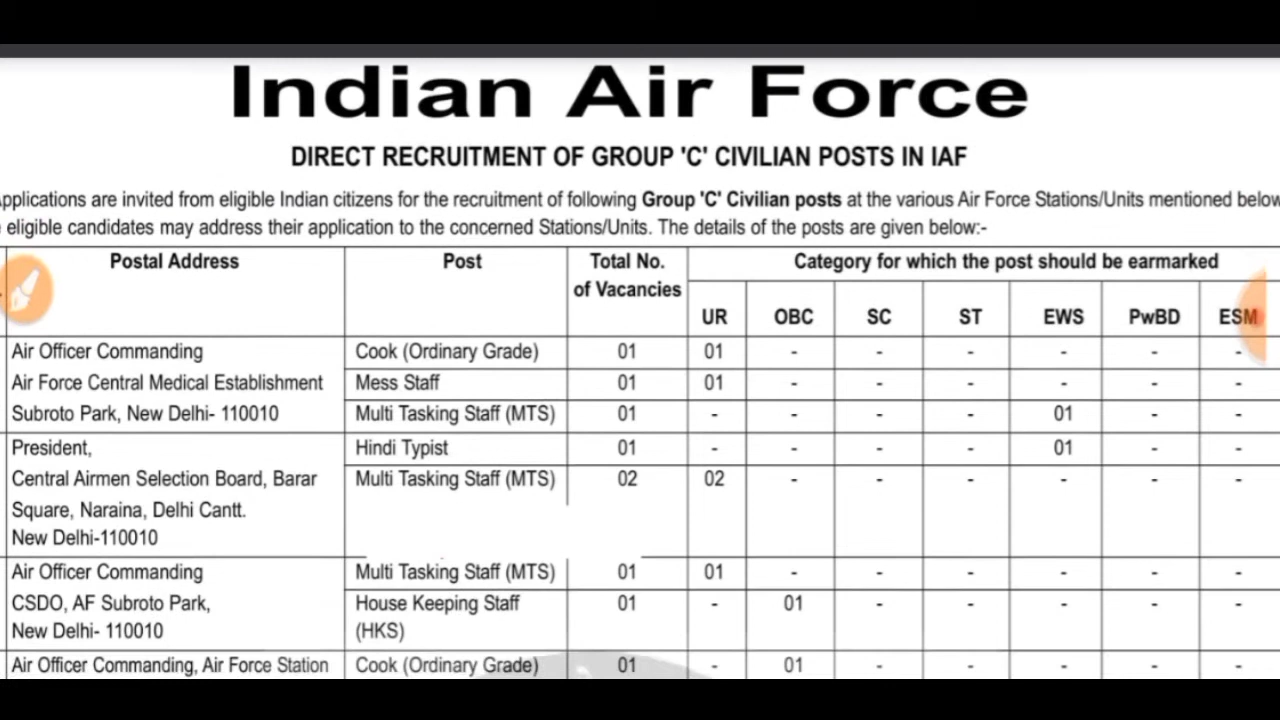 Indian Air Force
DIRECT RECRUITMENT OF GROUP 'C' CIVILIAN POSTS IN IAF
Applications are invited from eligible Indian citizens for the recruitment of following Group 'C' Civilian posts at the various Air Force Stations/Units mentioned below
eligible candidates may address their application to the concerned Stations/Units. The details of the posts are given below:-
Postal Address Post Total No. of Vacancies Category for which the post should be earmarked
UR OBC SC ST EWS PwBD ESM
Air Officer Commanding Cook (Ordinary Grade) 01 01 - - - - - -
Air Force Central Medical Establishment Mess Staff 01 01 - - - - - -
Subroto Park, New Delhi- 110010 Multi Tasking Staff (MTS) 01 - - - - 01 - -
President, Hindi Typist 01 - - - - 01 - -
Central Airmen Selection Board, Barar Multi Tasking Staff (MTS) 02 02 - - - - - -
Square, Naraina, Delhi Cantt.
New Delhi-110010
Air Officer Commanding Multi Tasking Staff (MTS) 01 01 - - - - - -
CSDO, AF Subroto Park, House Keeping Staff 01 - 01 - - - - -
New Delhi- 110010 (HKS)
Air Officer Commanding, Air Force Station Cook (Ordinary Grade) 01 - 01 - - - - -